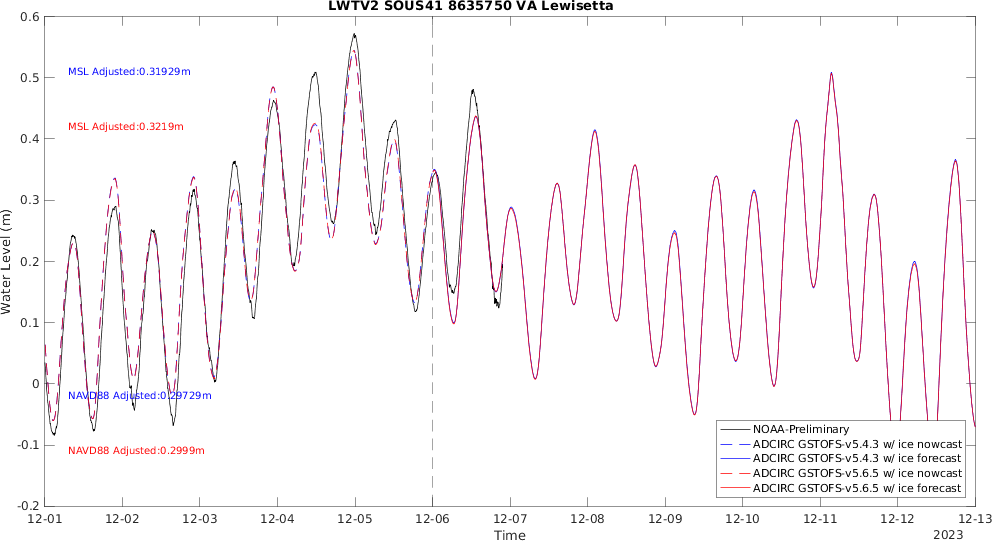 LWTV2 SOUS41 8635750 VA Lewisetta
0.6
0.5
0.4
0.3
0.2
0.1
0
-0.1
-0.2
Water Level (m)
MSL Adjusted:0.31929m
MSL Adjusted:0.3219m
NAVD88 Adjusted:0.29729m
NAVD88 Adjusted:0.2999m
NOAA-Preliminary
ADCIRC GSTOFS-v5.4.3 w/ ice nowcast
ADCIRC GSTOFS-v5.4.3 w/ ice forecast
ADCIRC GSTOFS-v5.6.5 w/ ice nowcast
ADCIRC GSTOFS-v5.6.5 w/ ice forecast
12-01 12-02 12-03 12-04 12-05 12-06 12-07 12-08 12-09 12-10 12-11 12-12 12-13
Time
2023